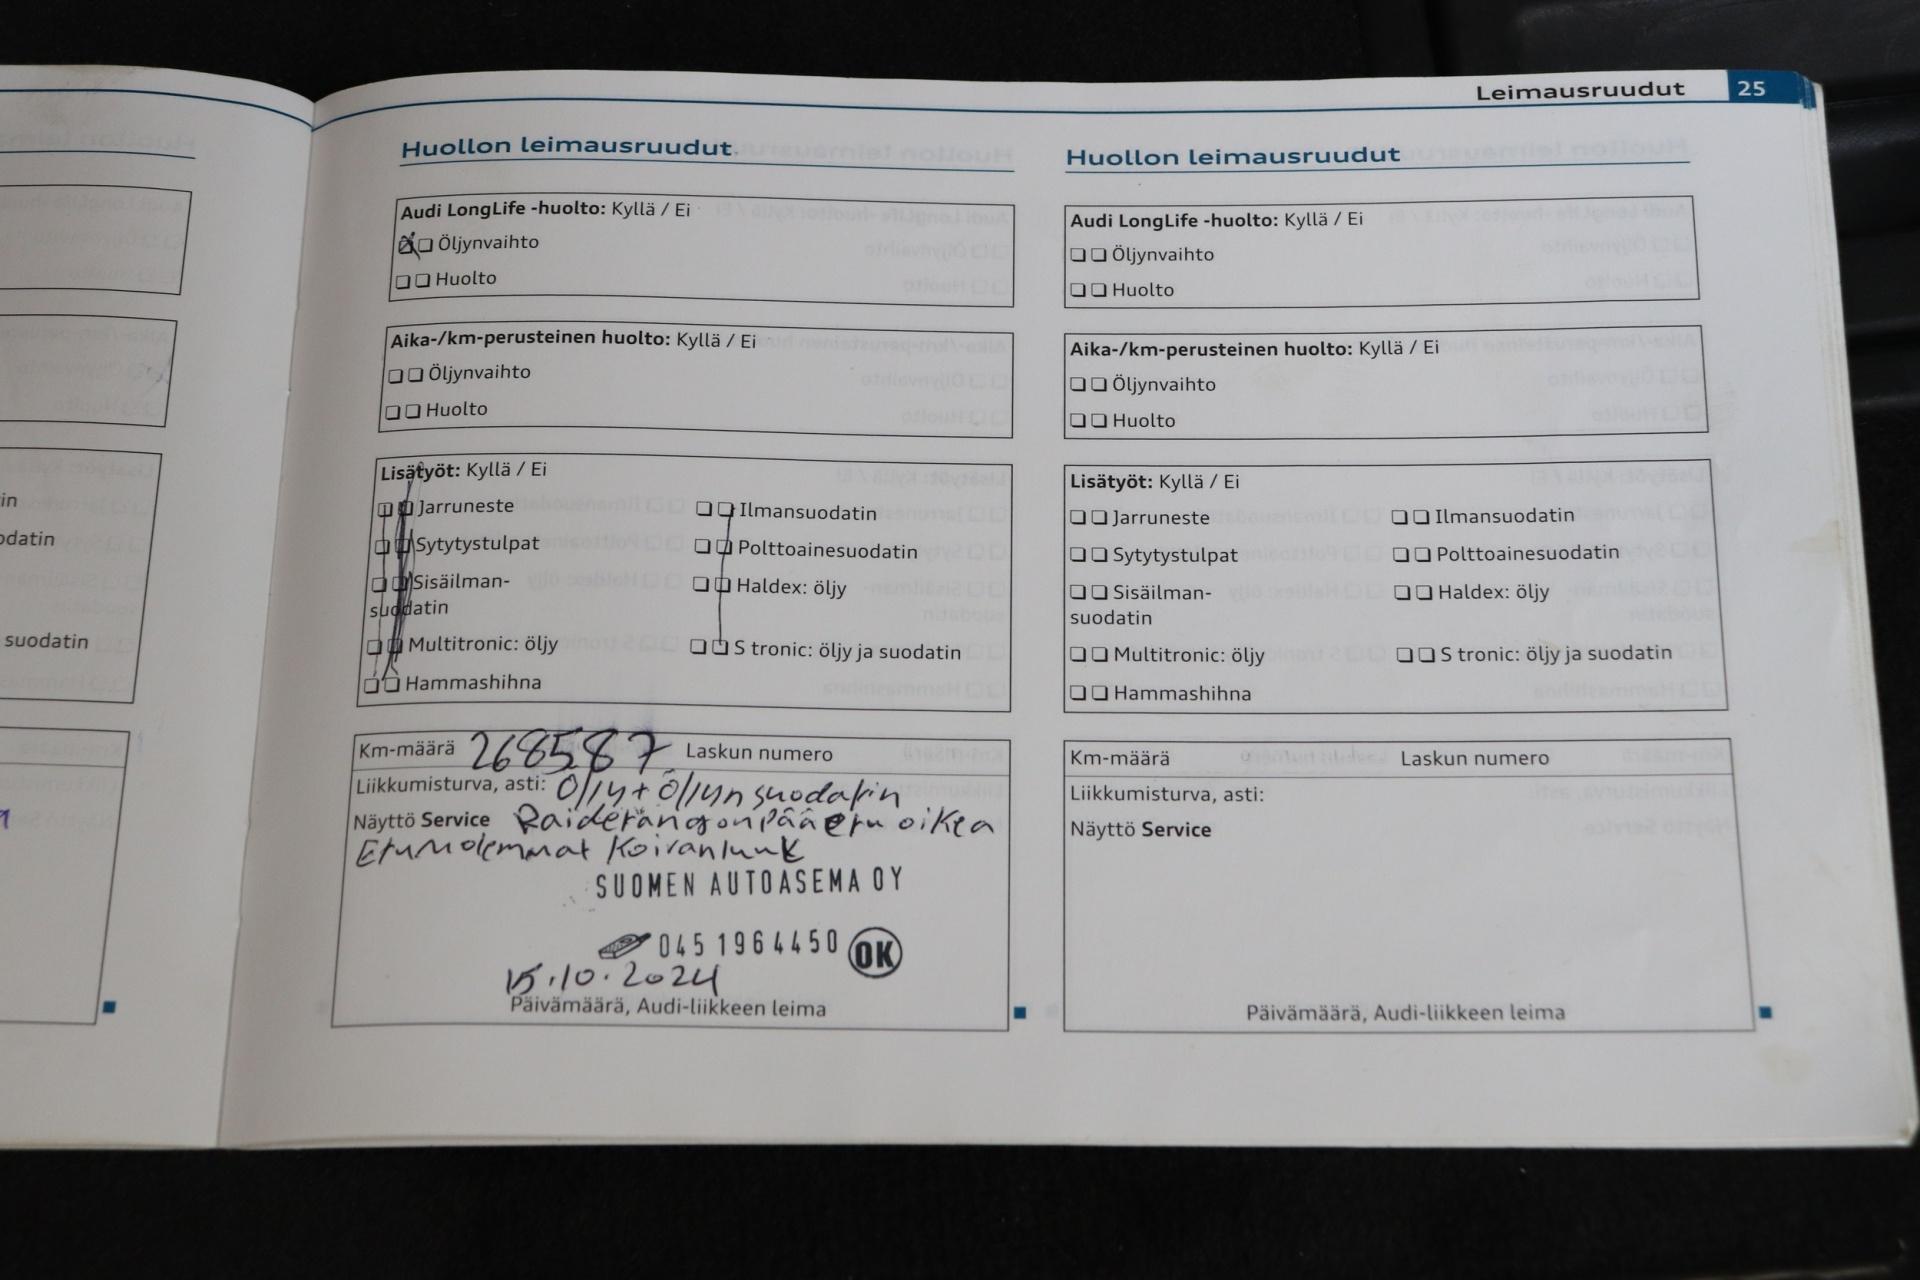 Leimausruudut 25
in
odatin
suodatin
Huollon leimausruudut
Audi LongLife -huolto: Kyllä / Ei
Öljynvaihto
Huolto
Aika-/km-perusteinen huolto: Kyllä / Ei
Öljynvaihto
Huolto
Lisätyöt: Kyllä / Ei
Jarruneste Ilmansuodatin
Sytytystulpat Polttoainesuodatin
Sisäilman- Haldex: öljy
suodatin
Multitronic: öljy S tronic: öljy ja suodatin
Hammashihna
Km-määrä 268587 Laskun numero
Liikkumisturva, asti: Öljy+öljyn suodatin
Näyttö Service Raideтangonpää etu oikea
Etu molemmat Koiranluuk
SUOMEN AUTOASEMA OY
045 1964450 OK
15.10.2024
Päivämäärä, Audi-liikkeen leima
Huollon leimausruudut
Audi LongLife -huolto: Kyllä / Ei
Öljynvaihto
Huolto
Aika-/km-perusteinen huolto: Kyllä / Ei
Öljynvaihto
Huolto
Lisätyöt: Kyllä / Ei
Jarruneste Ilmansuodatin
Sytytystulpat Polttoainesuodatin
Sisäilman- Haldex: öljy
suodatin
Multitronic: öljy S tronic: öljy ja suodatin
Hammashihna
Km-määrä Laskun numero
Liikkumisturva, asti:
Näyttö Service
Päivämäärä, Audi-liikkeen leima